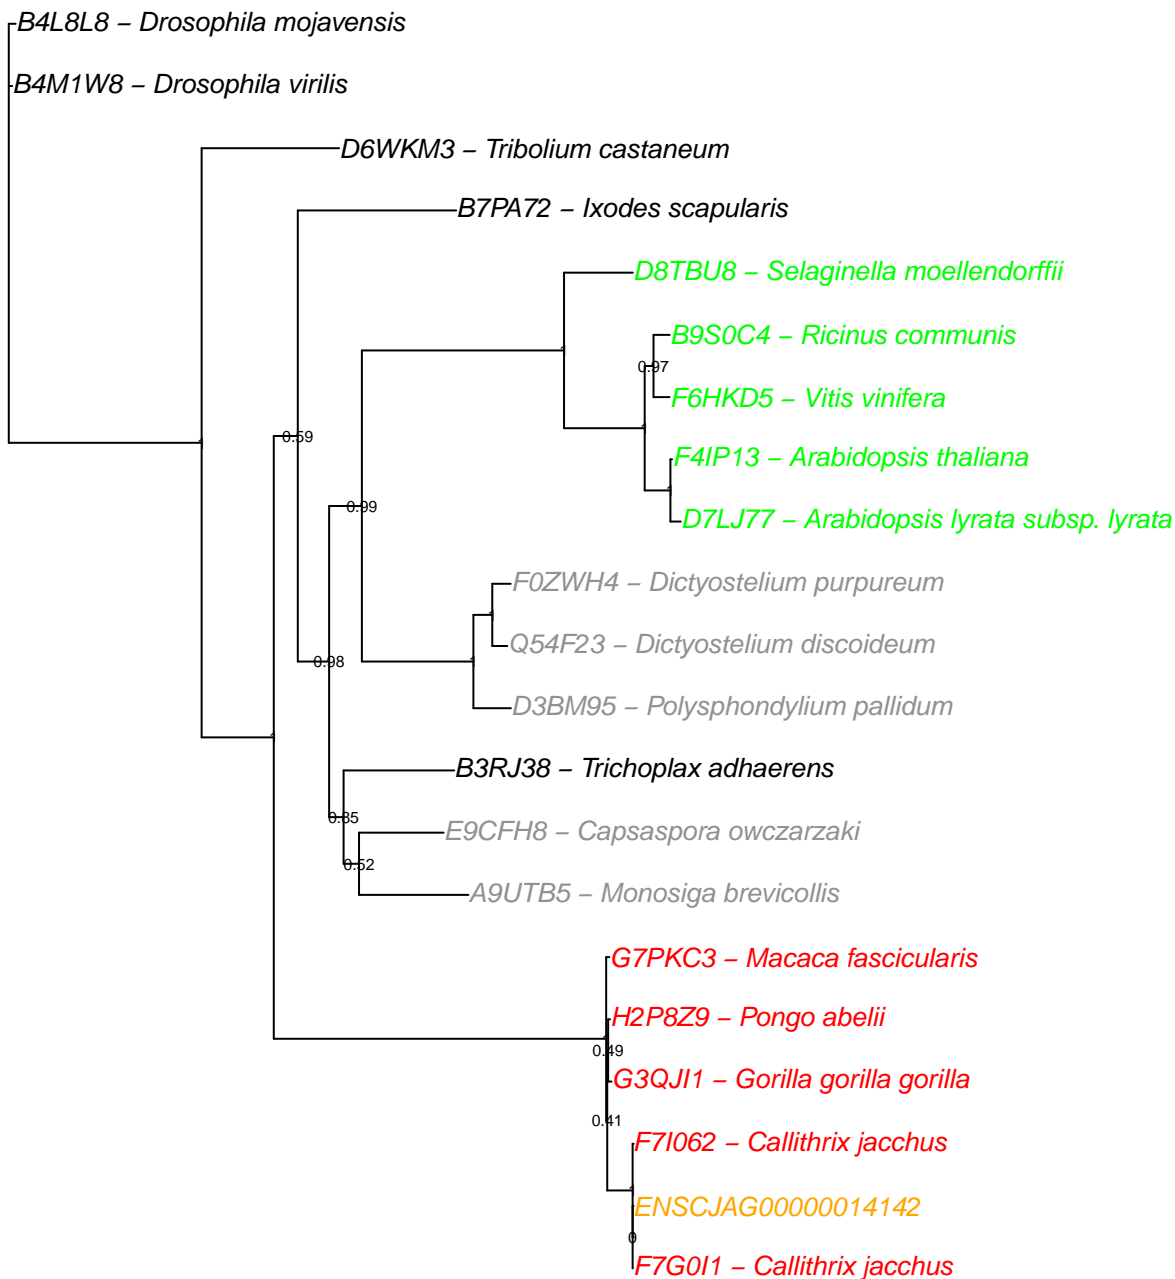 B4L8L8 – Drosophila mojavensis
B4M1W8 – Drosophila virilis
D6WKM3 – Tribolium castaneum
B7PA72 – Ixodes scapularis
D8TBU8 – Selaginella moellendorffii
B9S0C4 – Ricinus communis
0.97
F6HKD5 – Vitis vinifera
0.59
F4IP13 – Arabidopsis thaliana
0.99
D7LJ77 – Arabidopsis lyrata subsp. lyrata
F0ZWH4 – Dictyostelium purpureum
Q54F23 – Dictyostelium discoideum
0.98
D3BM95 – Polysphondylium pallidum
B3RJ38 – Trichoplax adhaerens
0.85
E9CFH8 – Capsaspora owczarzaki
0.52
A9UTB5 – Monosiga brevicollis
G7PKC3 – Macaca fascicularis
H2P8Z9 – Pongo abelii
0.49
G3QJI1 – Gorilla gorilla gorilla
0.41
F7I062 – Callithrix jacchus
ENSCJAG00000014142
0
F7G0I1 – Callithrix jacchus